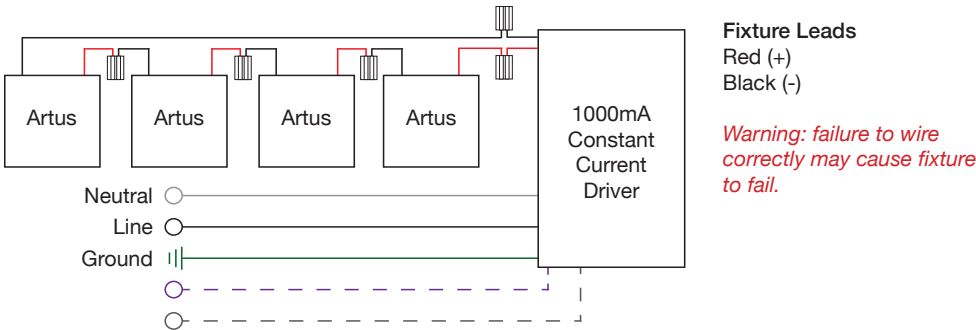 Artus
Artus
Artus
Artus
1000mA
Constant
Current
Driver
Fixture Leads
Red (+)
Black (-)
Warning: failure to wire
correctly may cause fixture
to fail.
Neutral
Line
Ground